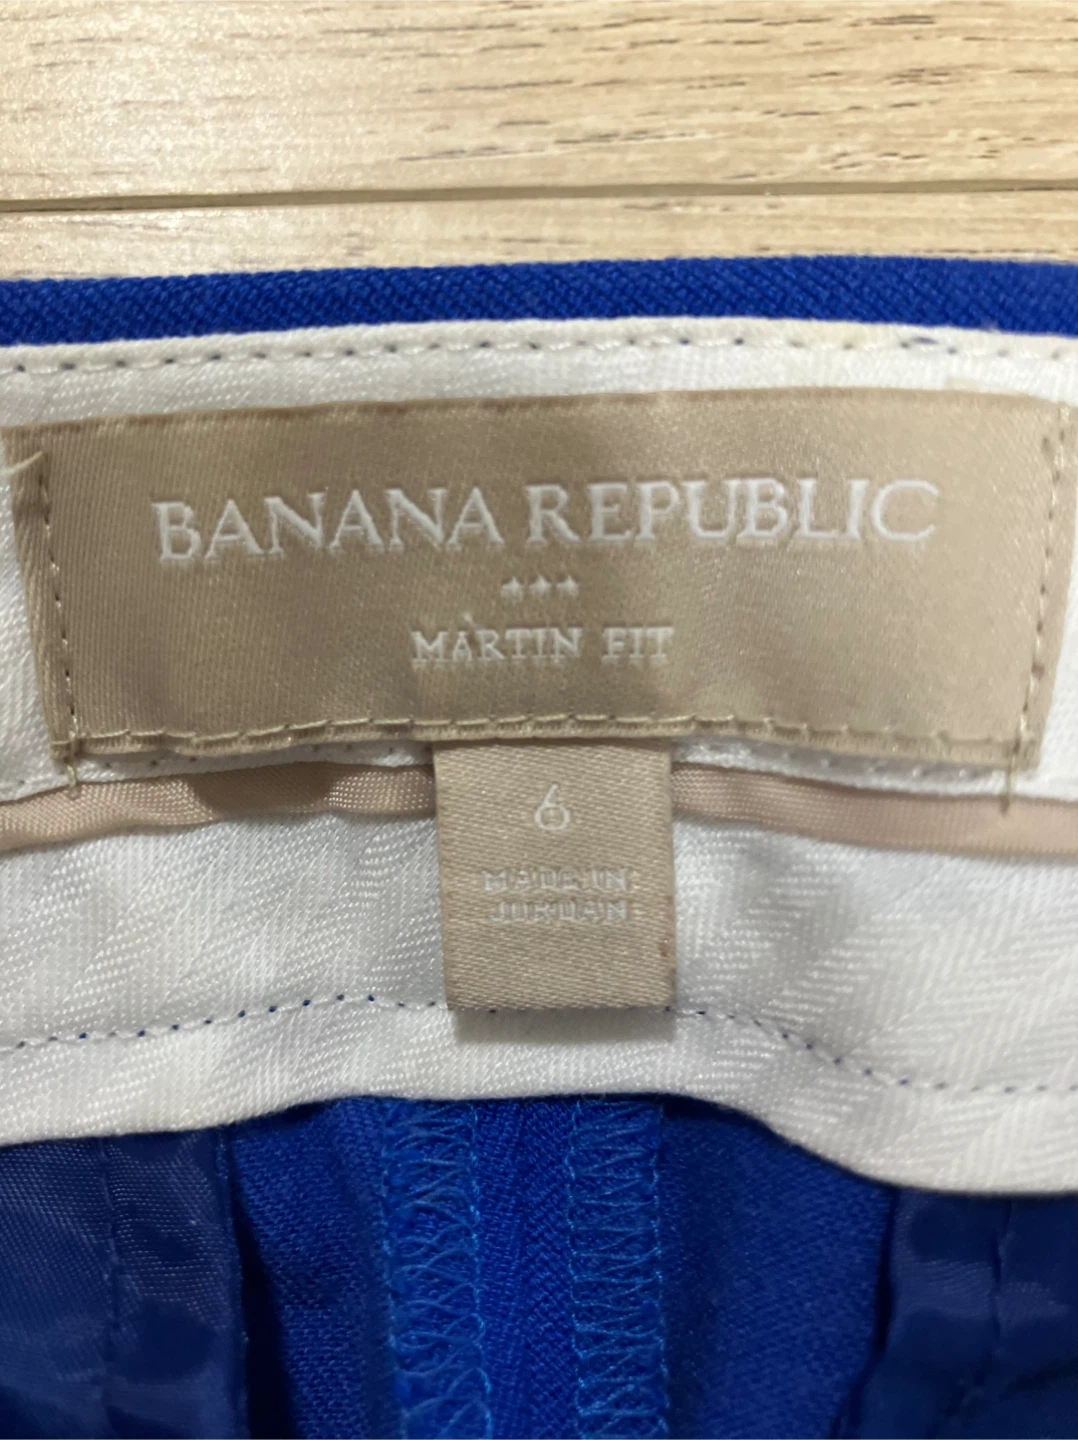 BANANA REPUBLIC
MARTIN FIT
6
MADE IN
JORDAN